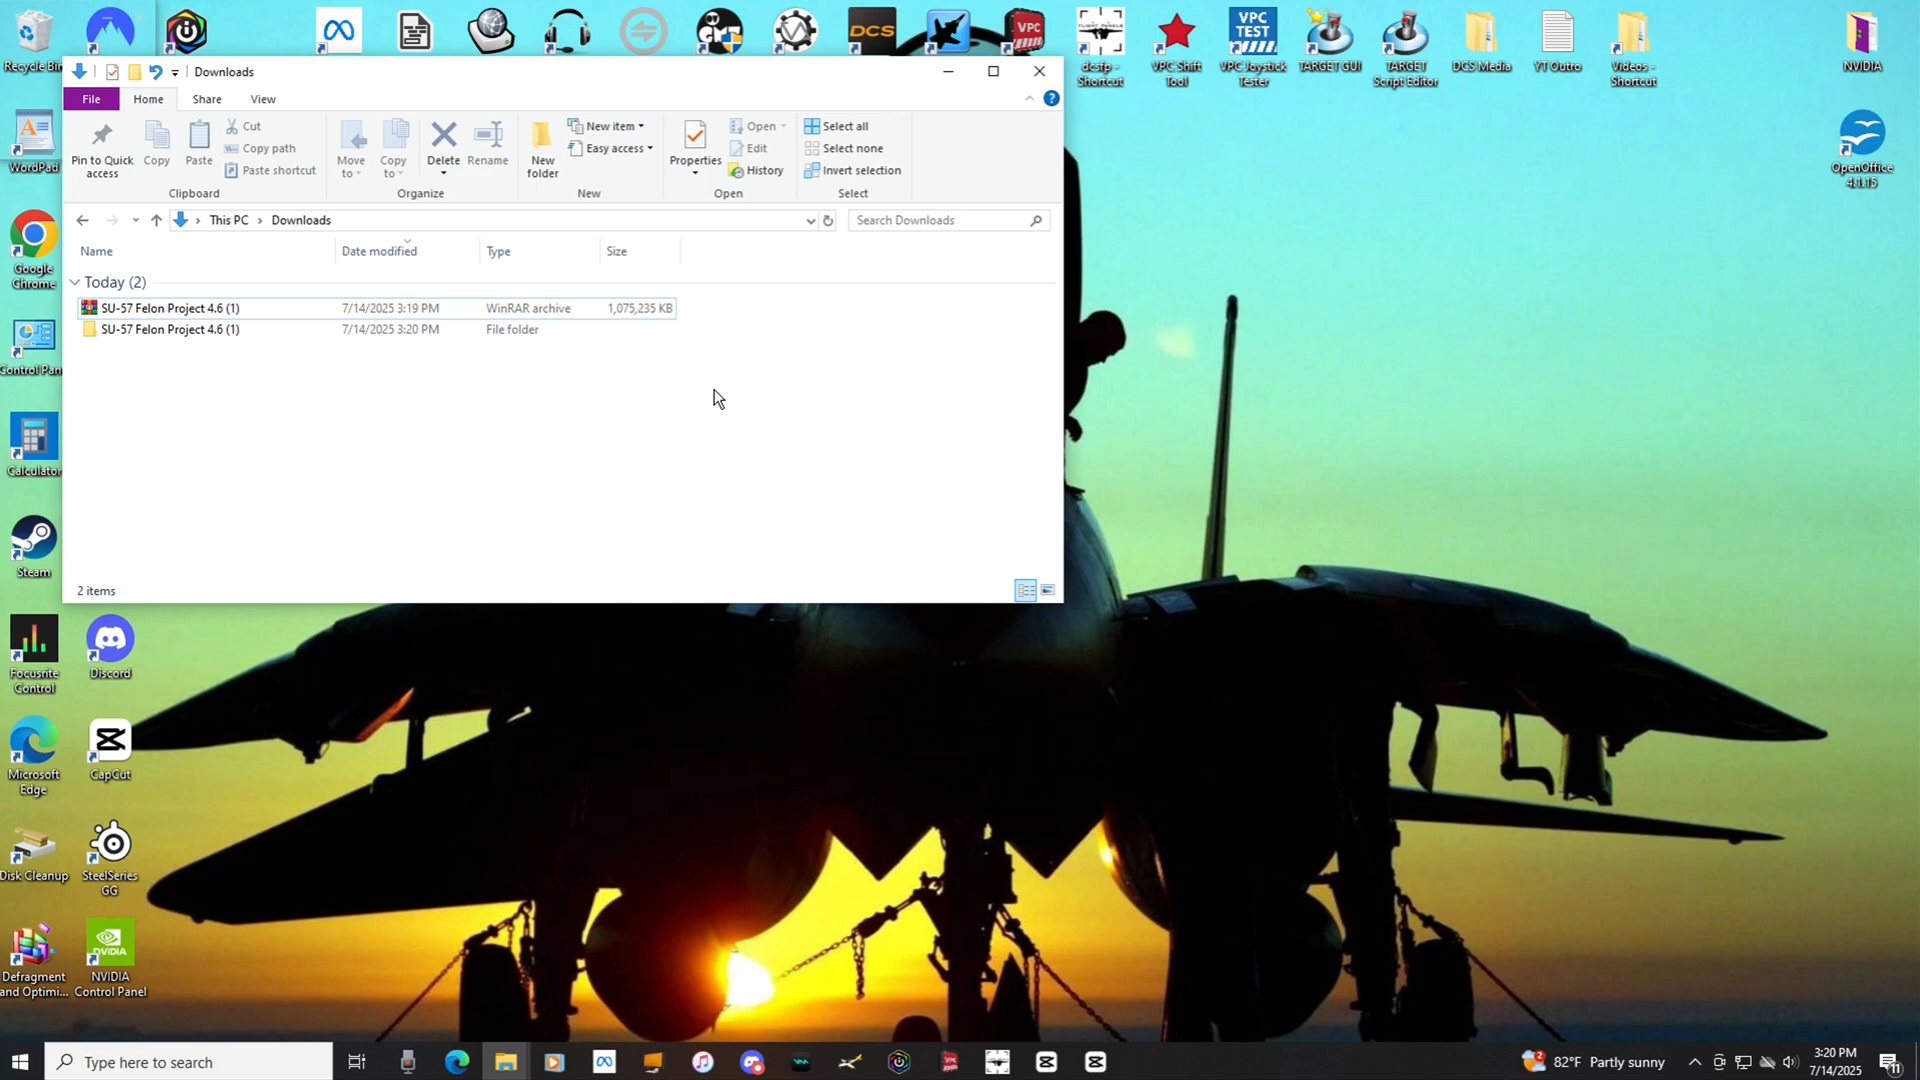 Recycle Bin
DCS
VPC
dcsfp -
Shortcut
VPC Shift
Tool
VPC
TEST
VPC Joystick
Tester
TARGET GUI
TARGET
Script Editor
DCS Media
YT Outro
Videos -
Shortcut
NVIDIA
Downloads
File
Home
Share
View
Pin to Quick
access
Copy
Paste
Cut
Copy path
Paste shortcut
Clipboard
Move
to
Copy
to
Delete
Rename
Organize
New
folder
New item
Easy access
New
Properties
Open
Edit
History
Open
Select all
Select none
Invert selection
Select
This PC
Downloads
Search Downloads
Name
Date modified
Type
Size
Today (2)
SU-57 Felon Project 4.6 (1)
7/14/2025 3:19 PM
WinRAR archive
1,075,235 KB
SU-57 Felon Project 4.6 (1)
7/14/2025 3:20 PM
File folder
2 items
WordPad
Google
Chrome
Control Pan
Calculator
Steam
Focusrite
Control
Discord
Microsoft
Edge
CapCut
Disk Cleanup
SteelSeries
GG
Defragment
and Optimi...
NVIDIA
NVIDIA
Control Panel
OpenOffice
4.1.15
Type here to search
82°F Partly sunny
3:20 PM
7/14/2025
11